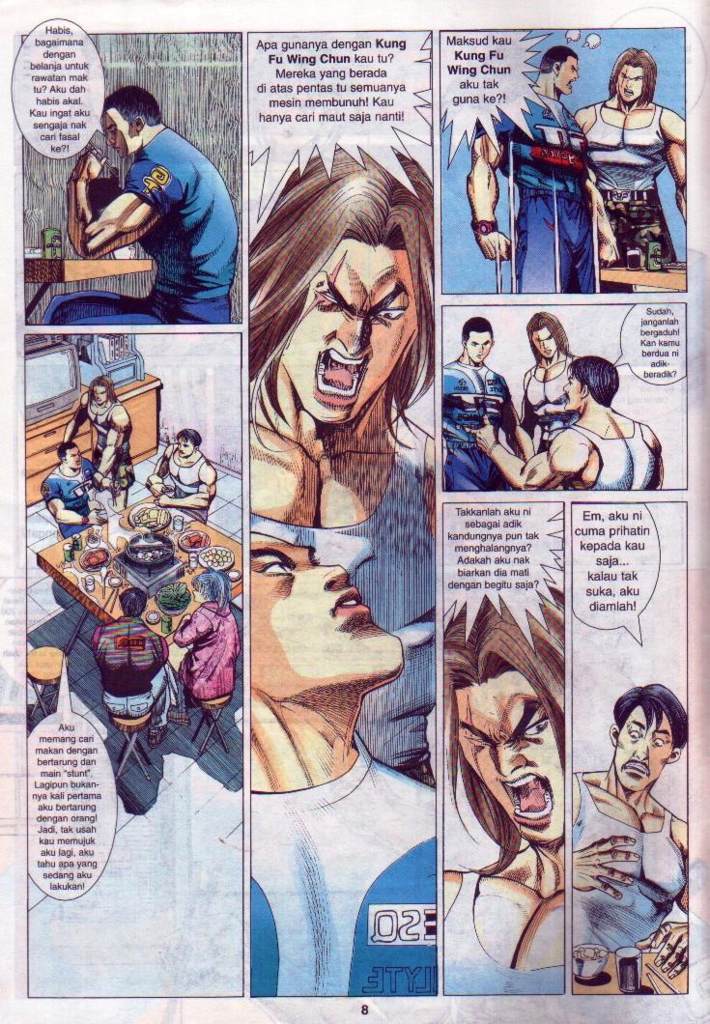 Habis,
bagaimana
dengan
belanja untuk
rawatan mak
tu? Aku dah
habis akal.
Kau ingat aku
sengaja nak
cari fasal
ke?!
Aku
memang cari
makan dengan
bertarung dan
main "stunt".
Lagipun bukan-
nya kali pertama
aku bertarung
dengan orang!
Jadi, tak usah
kau memujuk
aku lagi, aku
tahu apa yang
sedang aku
lakukan!
Apa gunanya dengan Kung
Fu Wing Chun kau tu?
Mereka yang berada
di atas pentas tu semuanya
mesin membunuh! Kau
hanya cari maut saja nanti!
Maksud kau
Kung Fu
Wing Chun
aku tak
guna ke?!
Sudah,
janganlah
bergaduh!
Kan kamu
berdua ni
adik-
beradik?
Takkanlah aku ni
sebagai adik
kandungnya pun tak
menghalangnya?
Adakah aku nak
biarkan dia mati
dengan begitu saja?
Em, aku ni
cuma prihatin
kepada kau
saja...
kalau tak
suka, aku
diamlah!
8